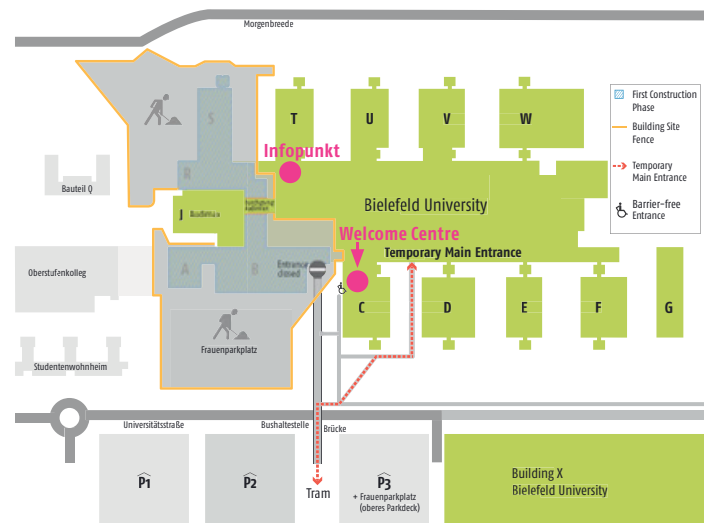 Morgenbreede
First Construction
Phase
Building Site
Fence
Temporary
Main Entrance
Barrier-free
Entrance
S
T
U
V
W
Infopunkt
R
Bauteil Q
J
Audimax
Bielefeld University
Welcome Centre
Temporary Main Entrance
Oberstufenkolleg
A
B
Entrance
closed
C
D
E
F
G
Frauenparkplatz
Studentenwohnheim
Universitätsstraße
Bushaltestelle
Brücke
P1
P2
P3
Tram
+ Frauenparkplatz
(oberes Parkdeck)
Building X
Bielefeld University